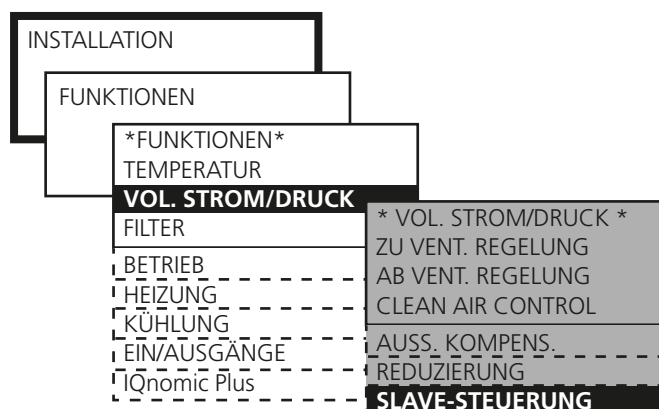 INSTALLATION
FUNKTIONEN
*FUNKTIONEN*
TEMPERATUR
VOL. STROM/DRUCK
FILTER
BETRIEB
HEIZUNG
KÜHLUNG
EIN/AUSGÄNGE
IQnomic Plus
* VOL. STROM/DRUCK *
ZU VENT. REGELUNG
AB VENT. REGELUNG
CLEAN AIR CONTROL
AUSS. KOMPENS.
REDUZIERUNG
SLAVE-STEUERUNG